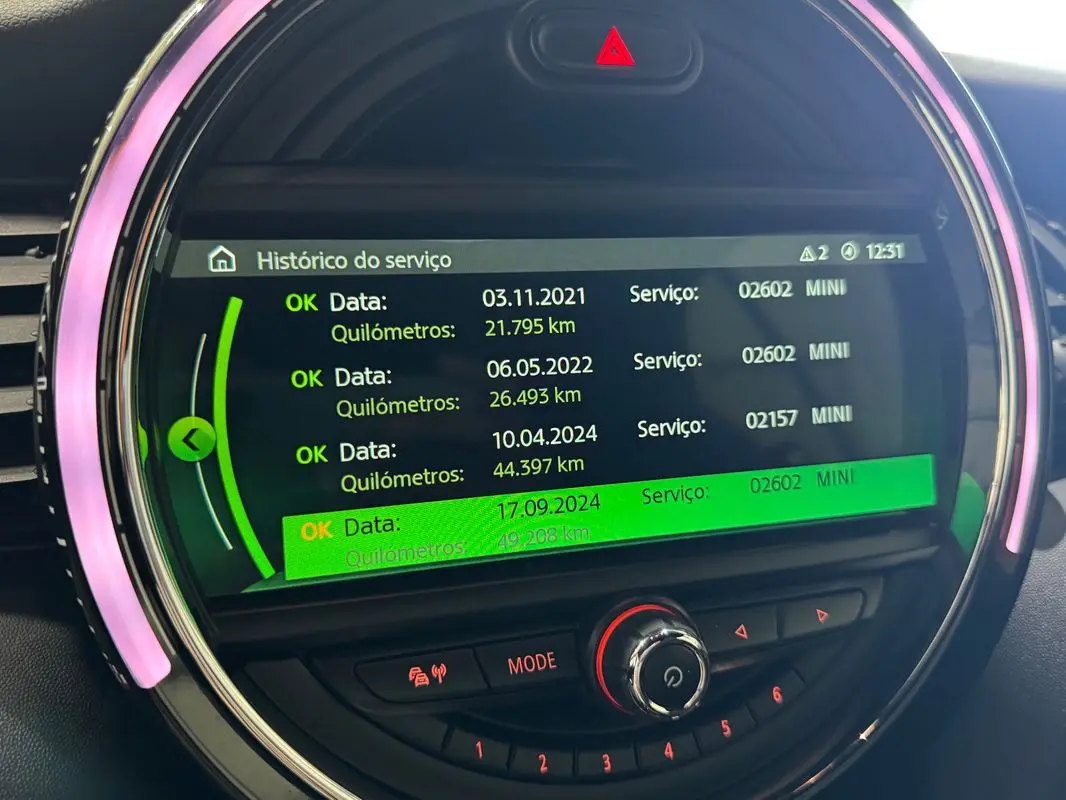 Histórico do serviço 2 12:31
OK Data: 03.11.2021 Serviço: 02602 MINI
Quilómetros: 21.795 km
OK Data: 06.05.2022 Serviço: 02602 MINI
Quilómetros: 26.493 km
OK Data: 10.04.2024 Serviço: 02157 MINI
Quilómetros: 44.397 km
OK Data: 17.09.2024 Serviço: 02602 MINI
Quilómetros: 49.208 km
MODE
1 2 3 4 5 6